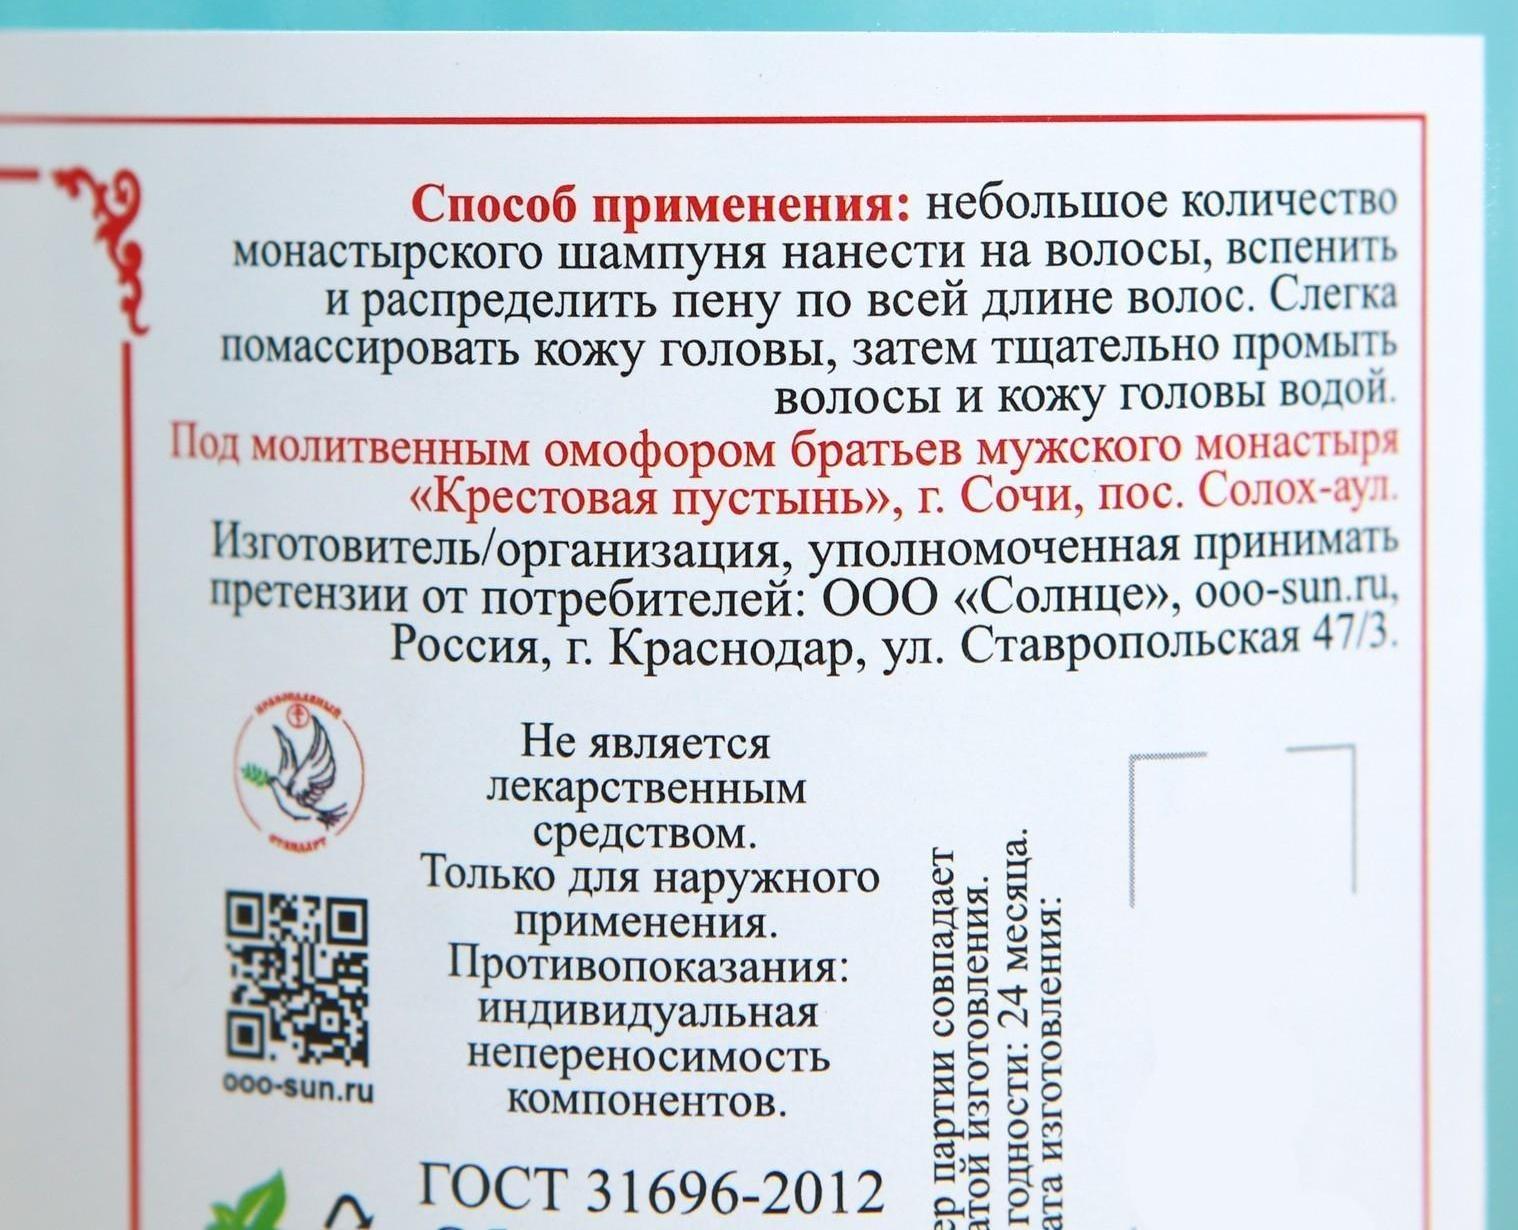 Способ применения: небольшое количество
монастырского шампуня нанести на волосы, вспенить
и распределить пену по всей длине волос. Слегка
помассировать кожу головы, затем тщательно промыть
волосы и кожу головы водой.
Под молитвенным омофором братьев мужского монастыря
«Крестовая пустынь», г. Сочи, пос. Солох-аул.
Изготовитель/организация, уполномоченная принимать
претензии от потребителей: ООО «Солнце», ooo-sun.ru,
Россия, г. Краснодар, ул. Ставропольская 47/3.
ПРАВОСЛАВНЫЙ
СТАНДАРТ
ooo-sun.ru
Не является
лекарственным
средством.
Только для наружного
применения.
Противопоказания:
индивидуальная
непереносимость
компонентов.
ГОСТ 31696-2012
партии совпадает
изготовления.
годности: 24 месяца.
изготовления: